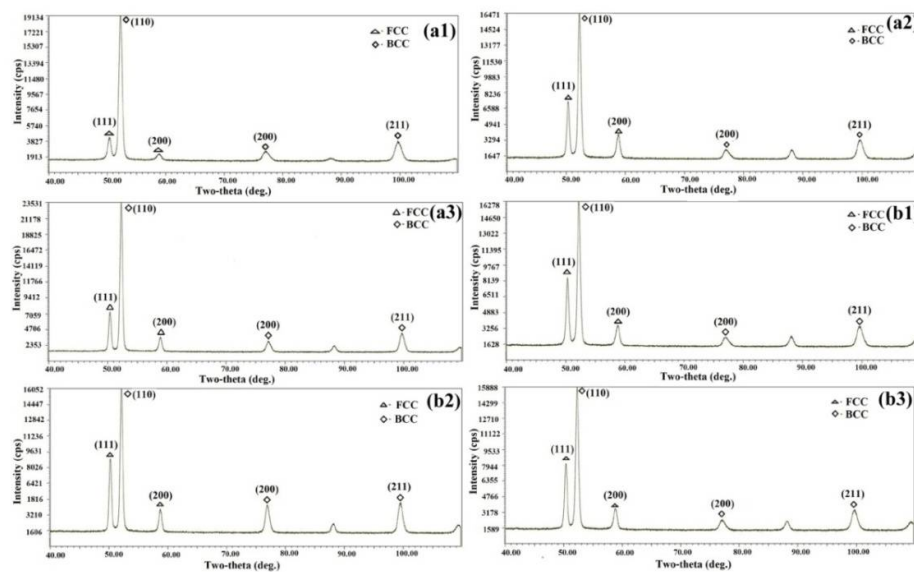 19134
17221
15307
13394
11480
9567
7654
5740
3827
1913
Intensity (cps)
(111)
(110)
(200)
(200)
(211)
△ · FCC
◇ · BCC
(a1)
40.00 50.00 60.00 70.00 80.00 90.00 100.00
Two-theta (deg.)
16471
14524
13177
11530
9883
8236
6588
4941
3294
1647
Intensity (cps)
(111)
(110)
(200)
(200)
(211)
△ · FCC
◇ · BCC
(a2)
40.00 50.00 60.00 70.00 80.00 90.00 100.00
Two-theta (deg.)
23531
21178
18825
16472
14119
11766
9412
7059
4706
2353
Intensity (cps)
(111)
(110)
(200)
(200)
(211)
△ · FCC
◇ · BCC
(a3)
40.00 50.00 60.00 70.00 80.00 90.00 100.00
Two-theta (deg.)
16278
14650
13022
11395
9767
8139
6511
4883
3256
1628
Intensity (cps)
(111)
(110)
(200)
(200)
(211)
△ · FCC
◇ · BCC
(b1)
40.00 50.00 60.00 70.00 80.00 90.00 100.00
Two-theta (deg.)
16052
14447
12842
11236
9631
8026
6421
1816
3210
1606
Intensity (cps)
(111)
(110)
(200)
(200)
(211)
△ · FCC
◇ · BCC
(b2)
40.00 50.00 60.00 70.00 80.00 90.00 100.00
Two-theta (deg.)
15888
14299
12710
11122
9533
7944
6355
4766
3178
1589
Intensity (cps)
(111)
(110)
(200)
(200)
(211)
△ · FCC
◇ · BCC
(b3)
40.00 50.00 60.00 70.00 80.00 90.00 100.00
Two-theta (deg.)